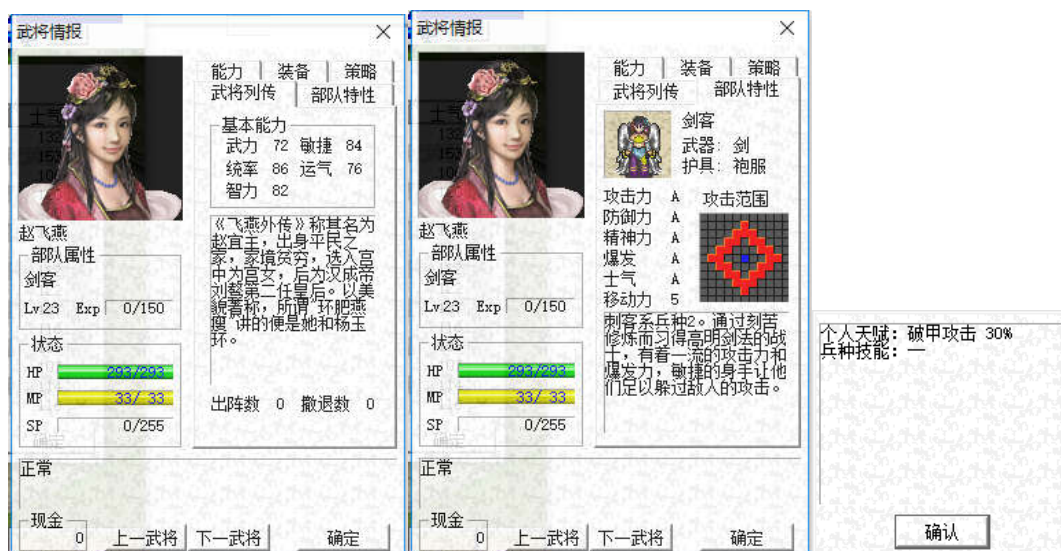 武将情报
能力 装备 策略
武将列传 部队特性
基本能力
武力 72 敏捷 84
统率 86 运气 76
智力 82
《飞燕外传》称其名为
赵宜主，出身平民之
家，家境贫穷，选入宫
中为宫女，后为汉成帝
刘骜第二任皇后。以美
貌著称，所谓"环肥燕
瘦"讲的便是她和杨玉
环。
出阵数 0 撤退数 0
赵飞燕
部队属性
剑客
Lv23 Exp 0/150
状态
HP 293/293
MP 33/ 33
SP 0/255
正常
现金
0
上一武将 下一武将 确定
武将情报
能力 装备 策略
武将列传 部队特性
剑客
武器: 剑
护具: 袍服
攻击力 A 攻击范围
防御力 A
精神力 A
爆发 A
士气 A
移动力 5
刺客系兵种2。通过刻苦
修炼而习得高明剑法的战
士，有着一流的攻击力和
爆发力，敏捷的身手让他
们足以躲过敌人的攻击。
赵飞燕
部队属性
剑客
Lv23 Exp 0/150
状态
HP 293/293
MP 33/ 33
SP 0/255
正常
现金
0
上一武将 下一武将 确定
个人天赋: 破甲攻击 30%
兵种技能: 一
确认